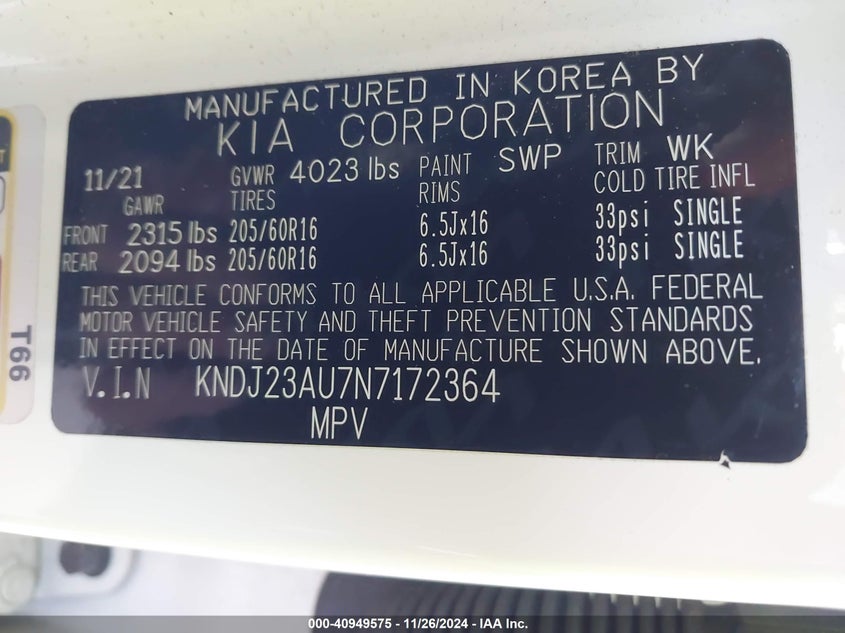 MANUFACTURED IN KOREA BY
KIA CORPORATION
11/21 GVWR 4023 lbs PAINT SWP TRIM WK
GAWR TIRES RIMS COLD TIRE INFL
FRONT 2315 lbs 205/60R16 6.5Jx16 33psi SINGLE
REAR 2094 lbs 205/60R16 6.5Jx16 33psi SINGLE
THIS VEHICLE CONFORMS TO ALL APPLICABLE U.S.A. FEDERAL
MOTOR VEHICLE SAFETY AND THEFT PREVENTION STANDARDS
IN EFFECT ON THE DATE OF MANUFACTURE SHOWN ABOVE.
V.I.N KNDJ23AU7N7172364
MPV
T66
000-40949575 - 11/26/2024 - IAA Inc.